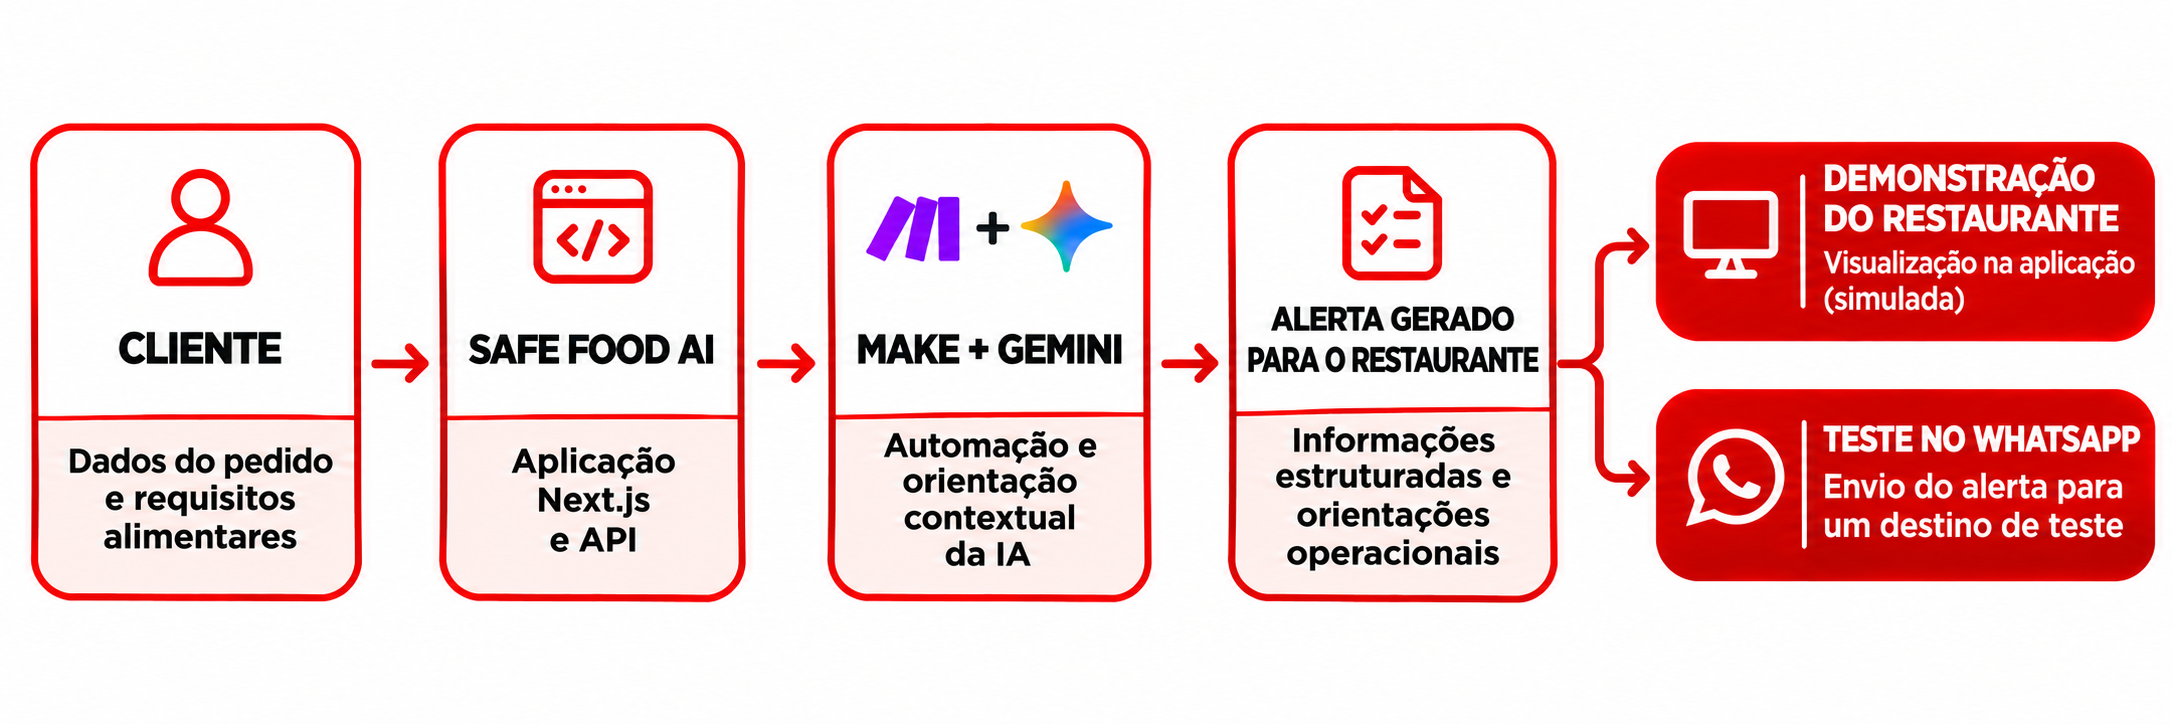 CLIENTE
Dados do pedido
e requisitos
alimentares
SAFE FOOD AI
</>
Aplicação
Next.js
e API
+
MAKE + GEMINI
Automação e
orientação
contextual
da IA
ALERTA GERADO
PARA O RESTAURANTE
Informações
estruturadas e
orientações
operacionais
DEMONSTRAÇÃO
DO RESTAURANTE
Visualização na aplicação
(simulada)
TESTE NO WHATSAPP
Envio do alerta para
um destino de teste